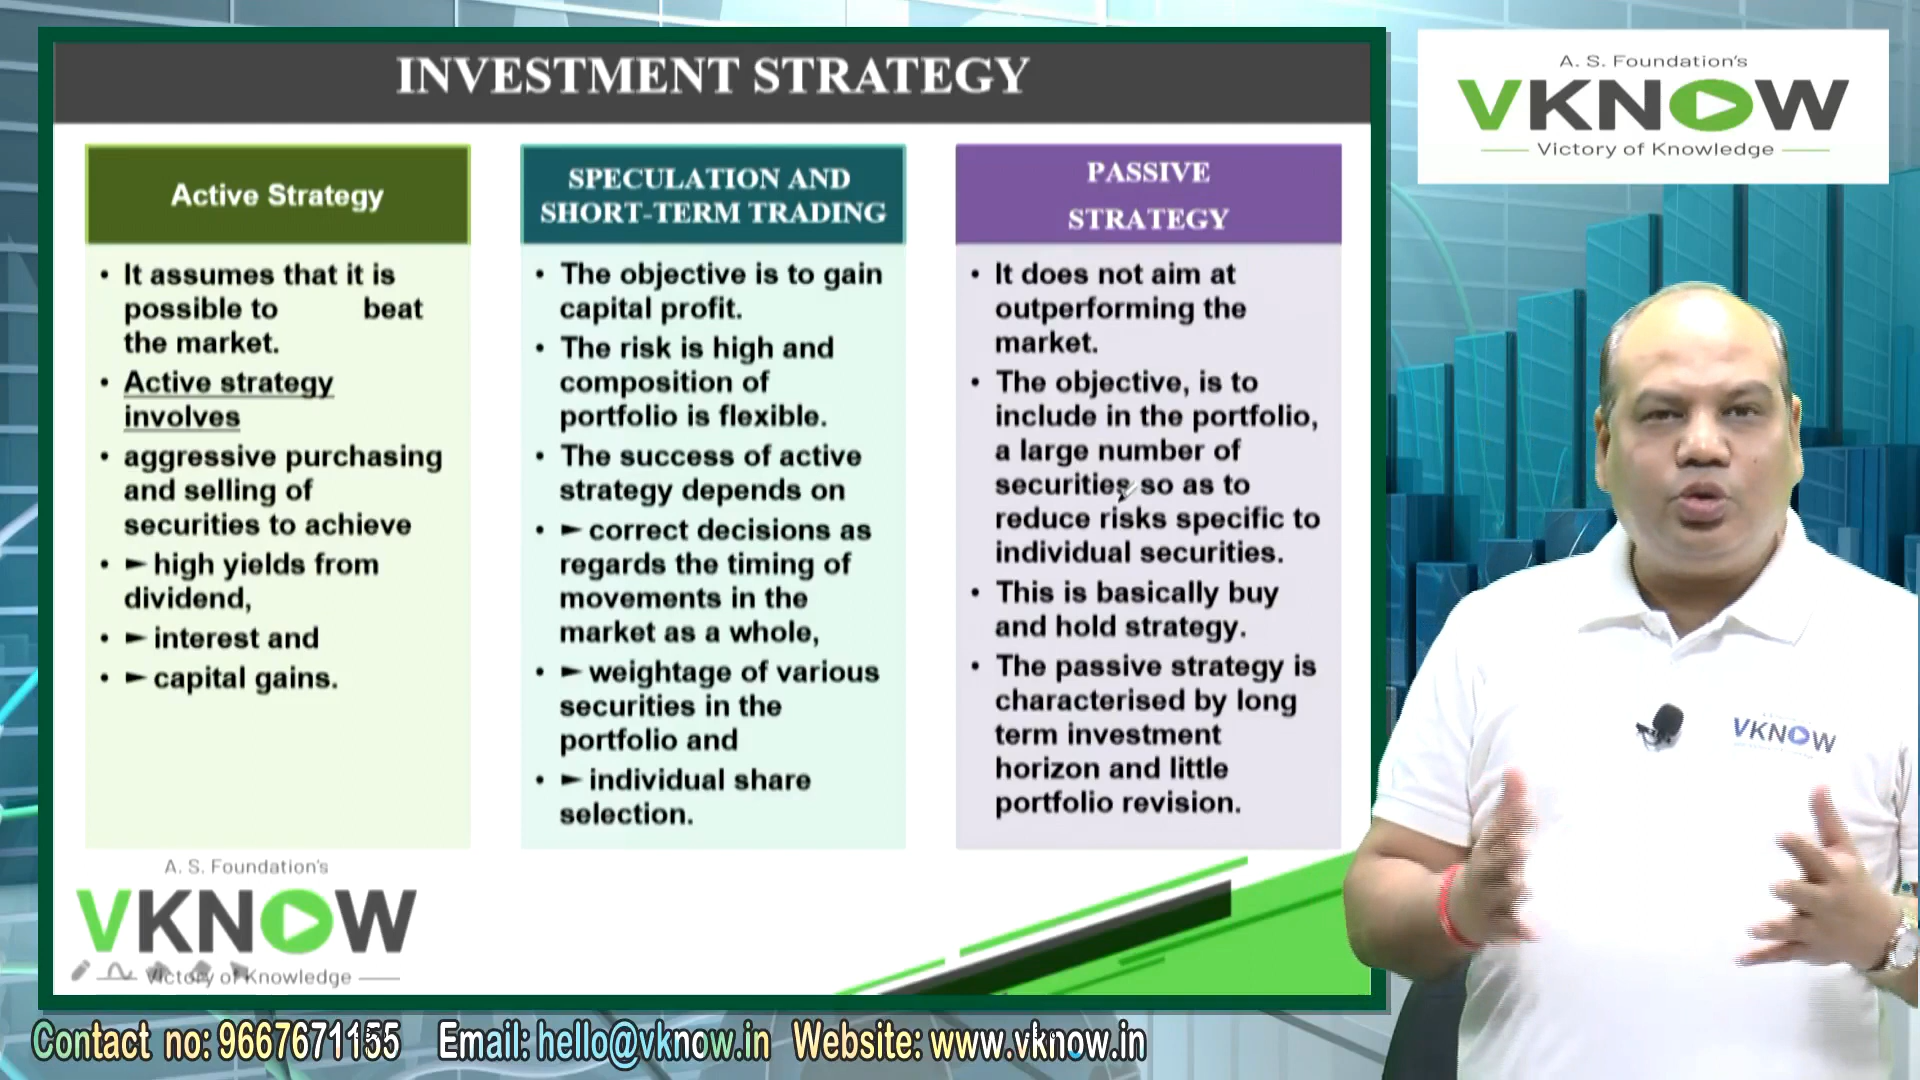 INVESTMENT STRATEGY
Active Strategy
• It assumes that it is
possible to beat
the market.
• Active strategy
involves
• aggressive purchasing
and selling of
securities to achieve
• ► high yields from
dividend,
• ► interest and
• ► capital gains.
SPECULATION AND
SHORT-TERM TRADING
• The objective is to gain
capital profit.
• The risk is high and
composition of
portfolio is flexible.
• The success of active
strategy depends on
• ► correct decisions as
regards the timing of
movements in the
market as a whole,
• ► weightage of various
securities in the
portfolio and
• ► individual share
selection.
PASSIVE
STRATEGY
• It does not aim at
outperforming the
market.
• The objective, is to
include in the portfolio,
a large number of
securities so as to
reduce risks specific to
individual securities.
• This is basically buy
and hold strategy.
• The passive strategy is
characterised by long
term investment
horizon and little
portfolio revision.
A. S. Foundation's
VKNOW
Victory of Knowledge
A. S. Foundation's
VKNOW
Victory of Knowledge
VKNOW
Contact no: 9667671155 Email: hello@vknow.in Website: www.vknow.in